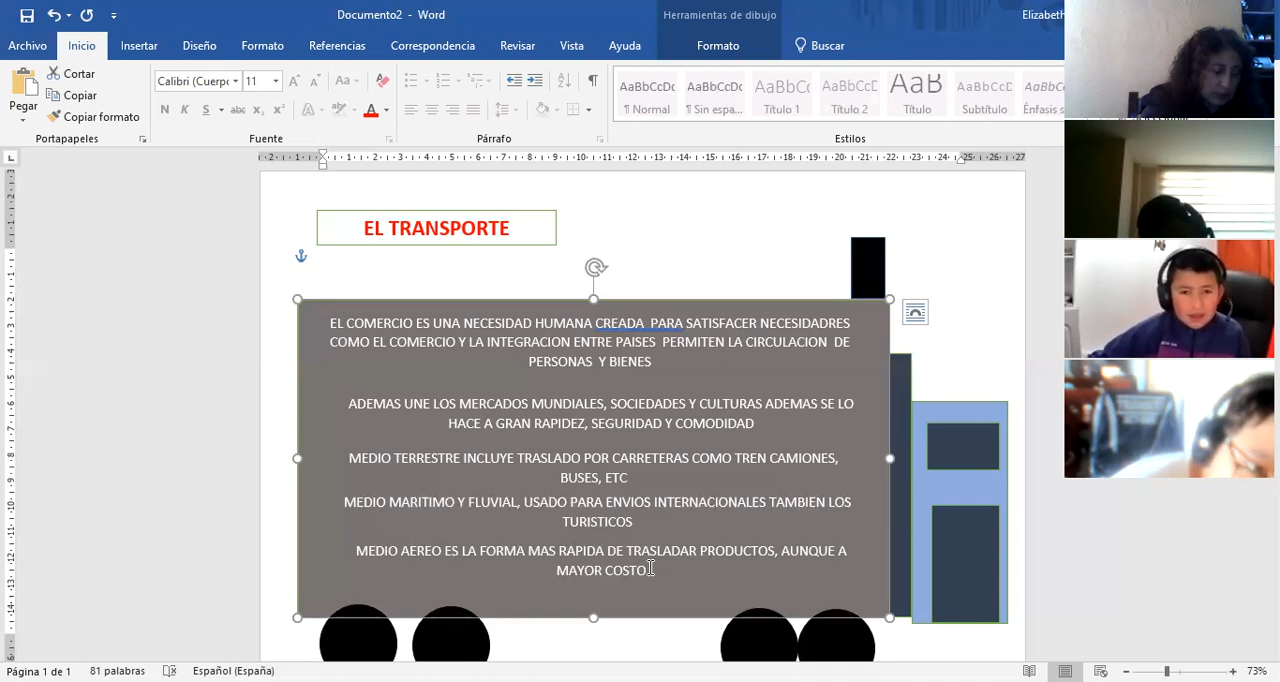 Documento2 - Word
Herramientas de dibujo
Elizabeth
Archivo Inicio Insertar Diseño Formato Referencias Correspondencia Revisar Vista Ayuda Formato Buscar
Pegar
Cortar
Copiar
Copiar formato
Calibri (Cuerpo 11
AaBbCcDc AaBbCcDc AaBbCc AaBbCcC AaB AaBbCcD AaBbCc
¶ Normal ¶ Sin espa... Título 1 Título 2 Título Subtítulo Énfasis s
Portapapeles Fuente Párrafo Estilos
EL TRANSPORTE
EL COMERCIO ES UNA NECESIDAD HUMANA CREADA PARA SATISFACER NECESIDADRES
COMO EL COMERCIO Y LA INTEGRACION ENTRE PAISES PERMITEN LA CIRCULACION DE
PERSONAS Y BIENES
ADEMAS UNE LOS MERCADOS MUNDIALES, SOCIEDADES Y CULTURAS ADEMAS SE LO
HACE A GRAN RAPIDEZ, SEGURIDAD Y COMODIDAD
MEDIO TERRESTRE INCLUYE TRASLADO POR CARRETERAS COMO TREN CAMIONES,
BUSES, ETC
MEDIO MARITIMO Y FLUVIAL, USADO PARA ENVIOS INTERNACIONALES TAMBIEN LOS
TURISTICOS
MEDIO AEREO ES LA FORMA MAS RAPIDA DE TRASLADAR PRODUCTOS, AUNQUE A
MAYOR COSTO
Página 1 de 1 81 palabras Español (España) 73%